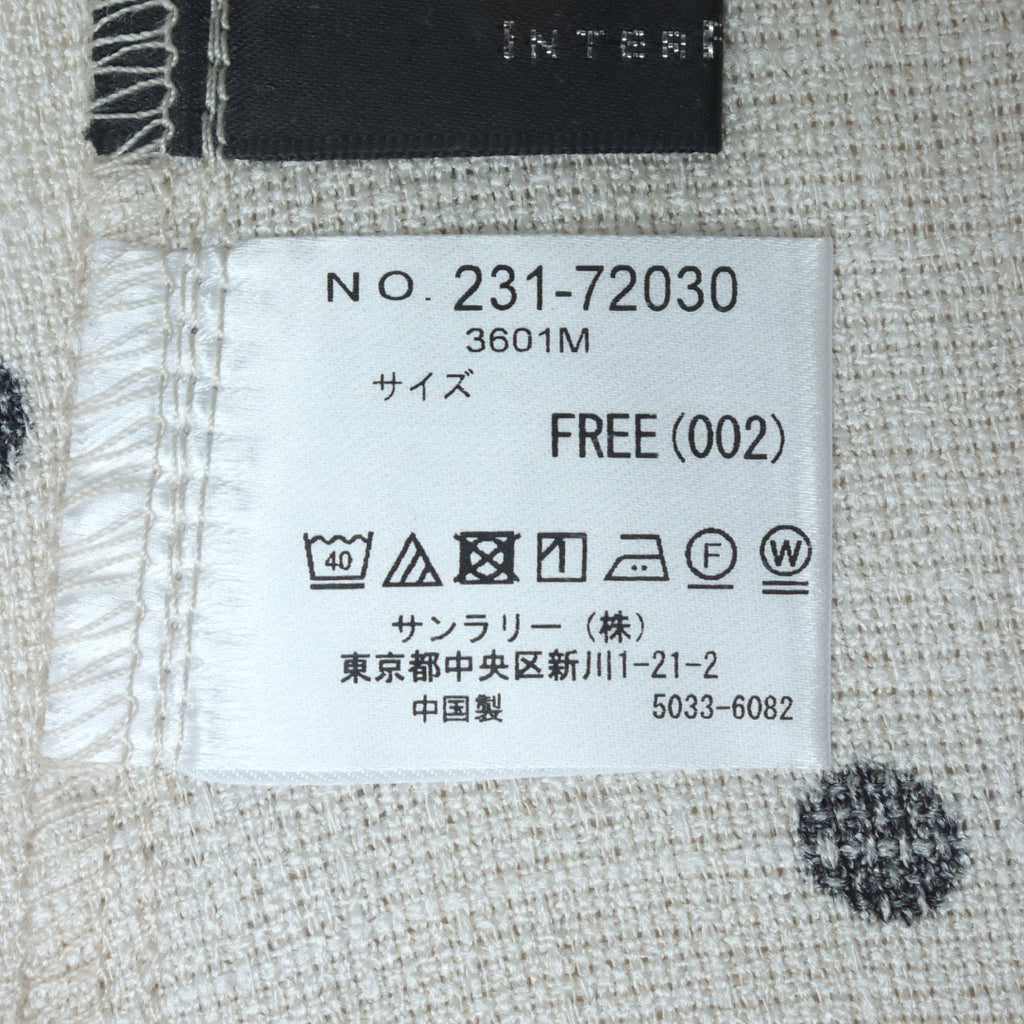 INTER
NO. 231-72030
3601M
サイズ
FREE(002)
40 F W
サンラリー（株）
東京都中央区新川1-21-2
中国製 5033-6082